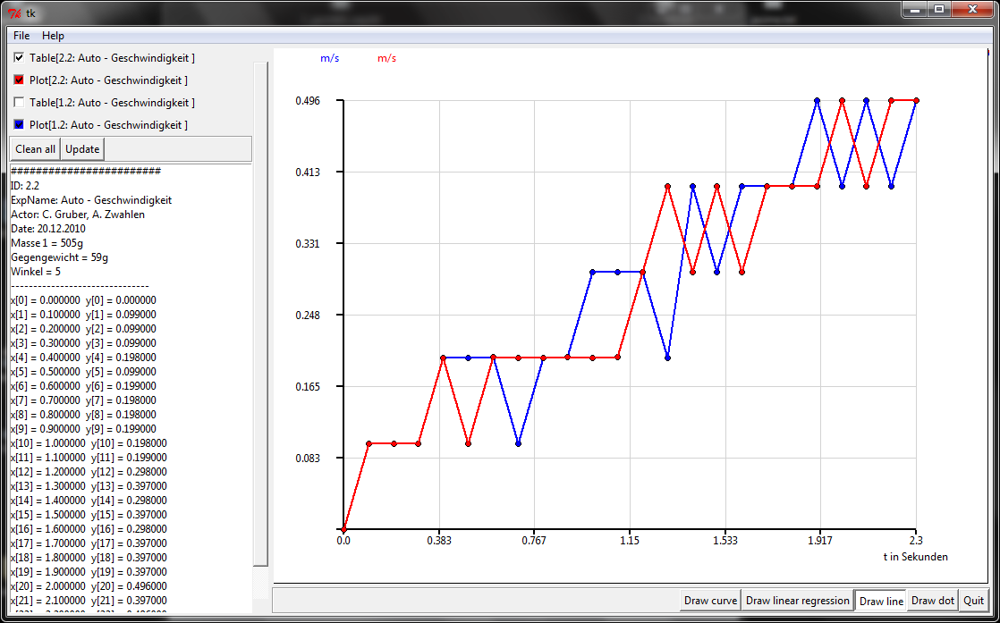 tk
File Help
Table[2.2: Auto - Geschwindigkeit ]
Plot[2.2: Auto - Geschwindigkeit ]
Table[1.2: Auto - Geschwindigkeit ]
Plot[1.2: Auto - Geschwindigkeit ]
Clean all Update
########################
ID: 2.2
ExpName: Auto - Geschwindigkeit
Actor: C. Gruber, A. Zwahlen
Date: 20.12.2010
Masse 1 = 505g
Gegengewicht = 59g
Winkel = 5
-------------------------------
x[0] = 0.000000 y[0] = 0.000000
x[1] = 0.100000 y[1] = 0.099000
x[2] = 0.200000 y[2] = 0.099000
x[3] = 0.300000 y[3] = 0.099000
x[4] = 0.400000 y[4] = 0.198000
x[5] = 0.500000 y[5] = 0.099000
x[6] = 0.600000 y[6] = 0.199000
x[7] = 0.700000 y[7] = 0.198000
x[8] = 0.800000 y[8] = 0.198000
x[9] = 0.900000 y[9] = 0.199000
x[10] = 1.000000 y[10] = 0.198000
x[11] = 1.100000 y[11] = 0.199000
x[12] = 1.200000 y[12] = 0.298000
x[13] = 1.300000 y[13] = 0.397000
x[14] = 1.400000 y[14] = 0.298000
x[15] = 1.500000 y[15] = 0.397000
x[16] = 1.600000 y[16] = 0.298000
x[17] = 1.700000 y[17] = 0.397000
x[18] = 1.800000 y[18] = 0.397000
x[19] = 1.900000 y[19] = 0.397000
x[20] = 2.000000 y[20] = 0.496000
x[21] = 2.100000 y[21] = 0.397000
m/s m/s
0.496
0.413
0.331
0.248
0.165
0.083
0.0 0.383 0.767 1.15 1.533 1.917 2.3
t in Sekunden
Draw curve Draw linear regression Draw line Draw dot Quit